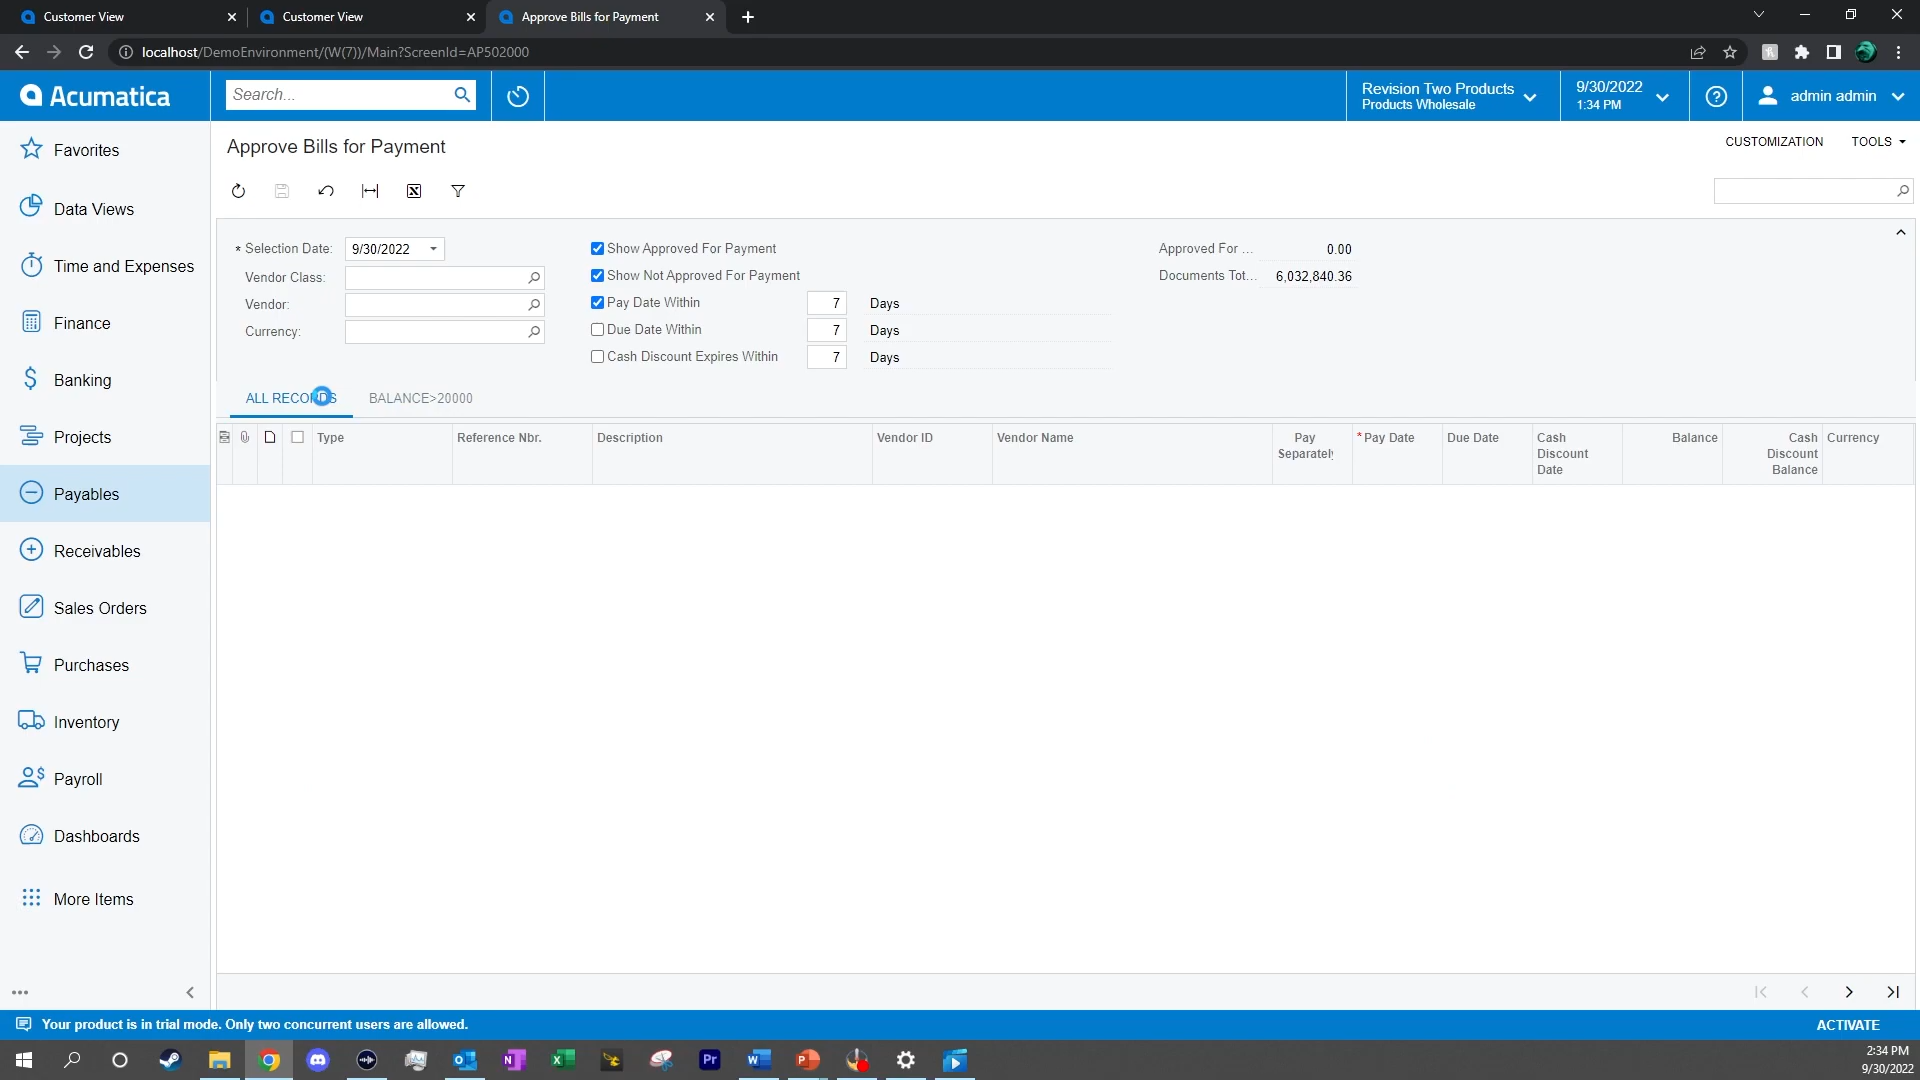 Customer View
Customer View
Approve Bills for Payment
localhost/DemoEnvironment/(W(7))/Main?ScreenId=AP502000
Acumatica
Search...
Revision Two Products
Products Wholesale
9/30/2022
1:34 PM
admin admin
Favorites
Data Views
Time and Expenses
Finance
Banking
Projects
Payables
Receivables
Sales Orders
Purchases
Inventory
Payroll
Dashboards
More Items
Approve Bills for Payment
CUSTOMIZATION
TOOLS
* Selection Date: 9/30/2022
Vendor Class:
Vendor:
Currency:
Show Approved For Payment
Show Not Approved For Payment
Pay Date Within 7 Days
Due Date Within 7 Days
Cash Discount Expires Within 7 Days
Approved For ... 0.00
Documents Tot... 6,032,840.36
ALL RECORDS
BALANCE>20000
Type
Reference Nbr.
Description
Vendor ID
Vendor Name
Pay
Separately
* Pay Date
Due Date
Cash
Discount
Date
Balance
Cash
Discount
Balance
Currency
Your product is in trial mode. Only two concurrent users are allowed.
ACTIVATE
2:34 PM
9/30/2022